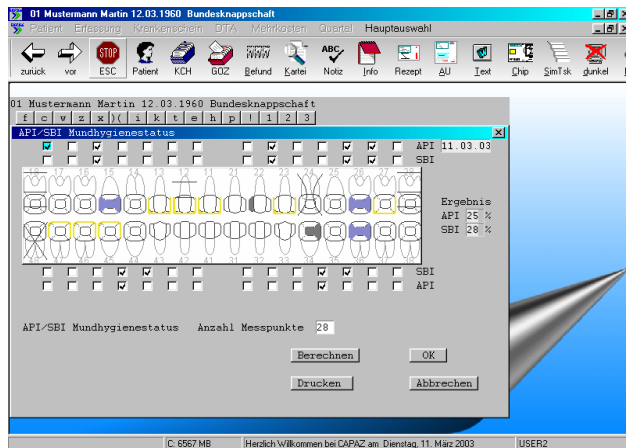 01 Mustermann Martin 12.03.1960 Bundesknappschaft
Patient Erfassung Krankenschein DTA Mehrkosten Quartal Hauptauswahl
STOP ABC
zurück vor ESC Patient KCH GOZ Befund Kartei Notiz Info Rezept AU Text Chip SimTsk dunkel
01 Mustermann Martin 12.03.1960 Bundesknappschaft
f c v z x )( i k t e h p ! 1 2 3
API/SBI Mundhygienestatus
API 11.03.03
SBI
18 17 16 15 14 13 12 11 21 22 23 24 25 26 27 28
Ergebnis
API 25 %
SBI 28 %
48 47 46 45 44 43 42 41 31 32 33 34 35 36 37 38
SBI
API
API/SBI Mundhygienestatus Anzahl Messpunkte 28
Berechnen OK
Drucken Abbrechen
C: 6567 MB Herzlich Willkommen bei CAPAZ am Dienstag, 11. März 2003 USER2